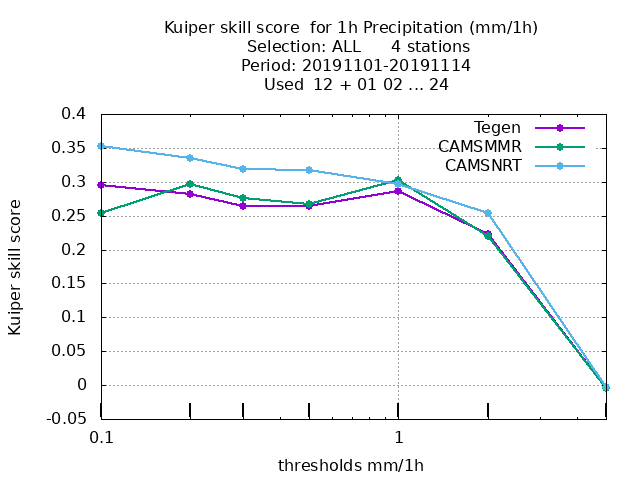 Kuiper skill score  for 1h Precipitation (mm/1h)
Selection: ALL      4 stations
Period: 20191101-20191114
Used  12 + 01 02 ... 24
Tegen
CAMSMMR
CAMSNRT
0.4
0.35
0.3
0.25
0.2
0.15
0.1
0.05
0
-0.05
Kuiper skill score
0.1
1
thresholds mm/1h